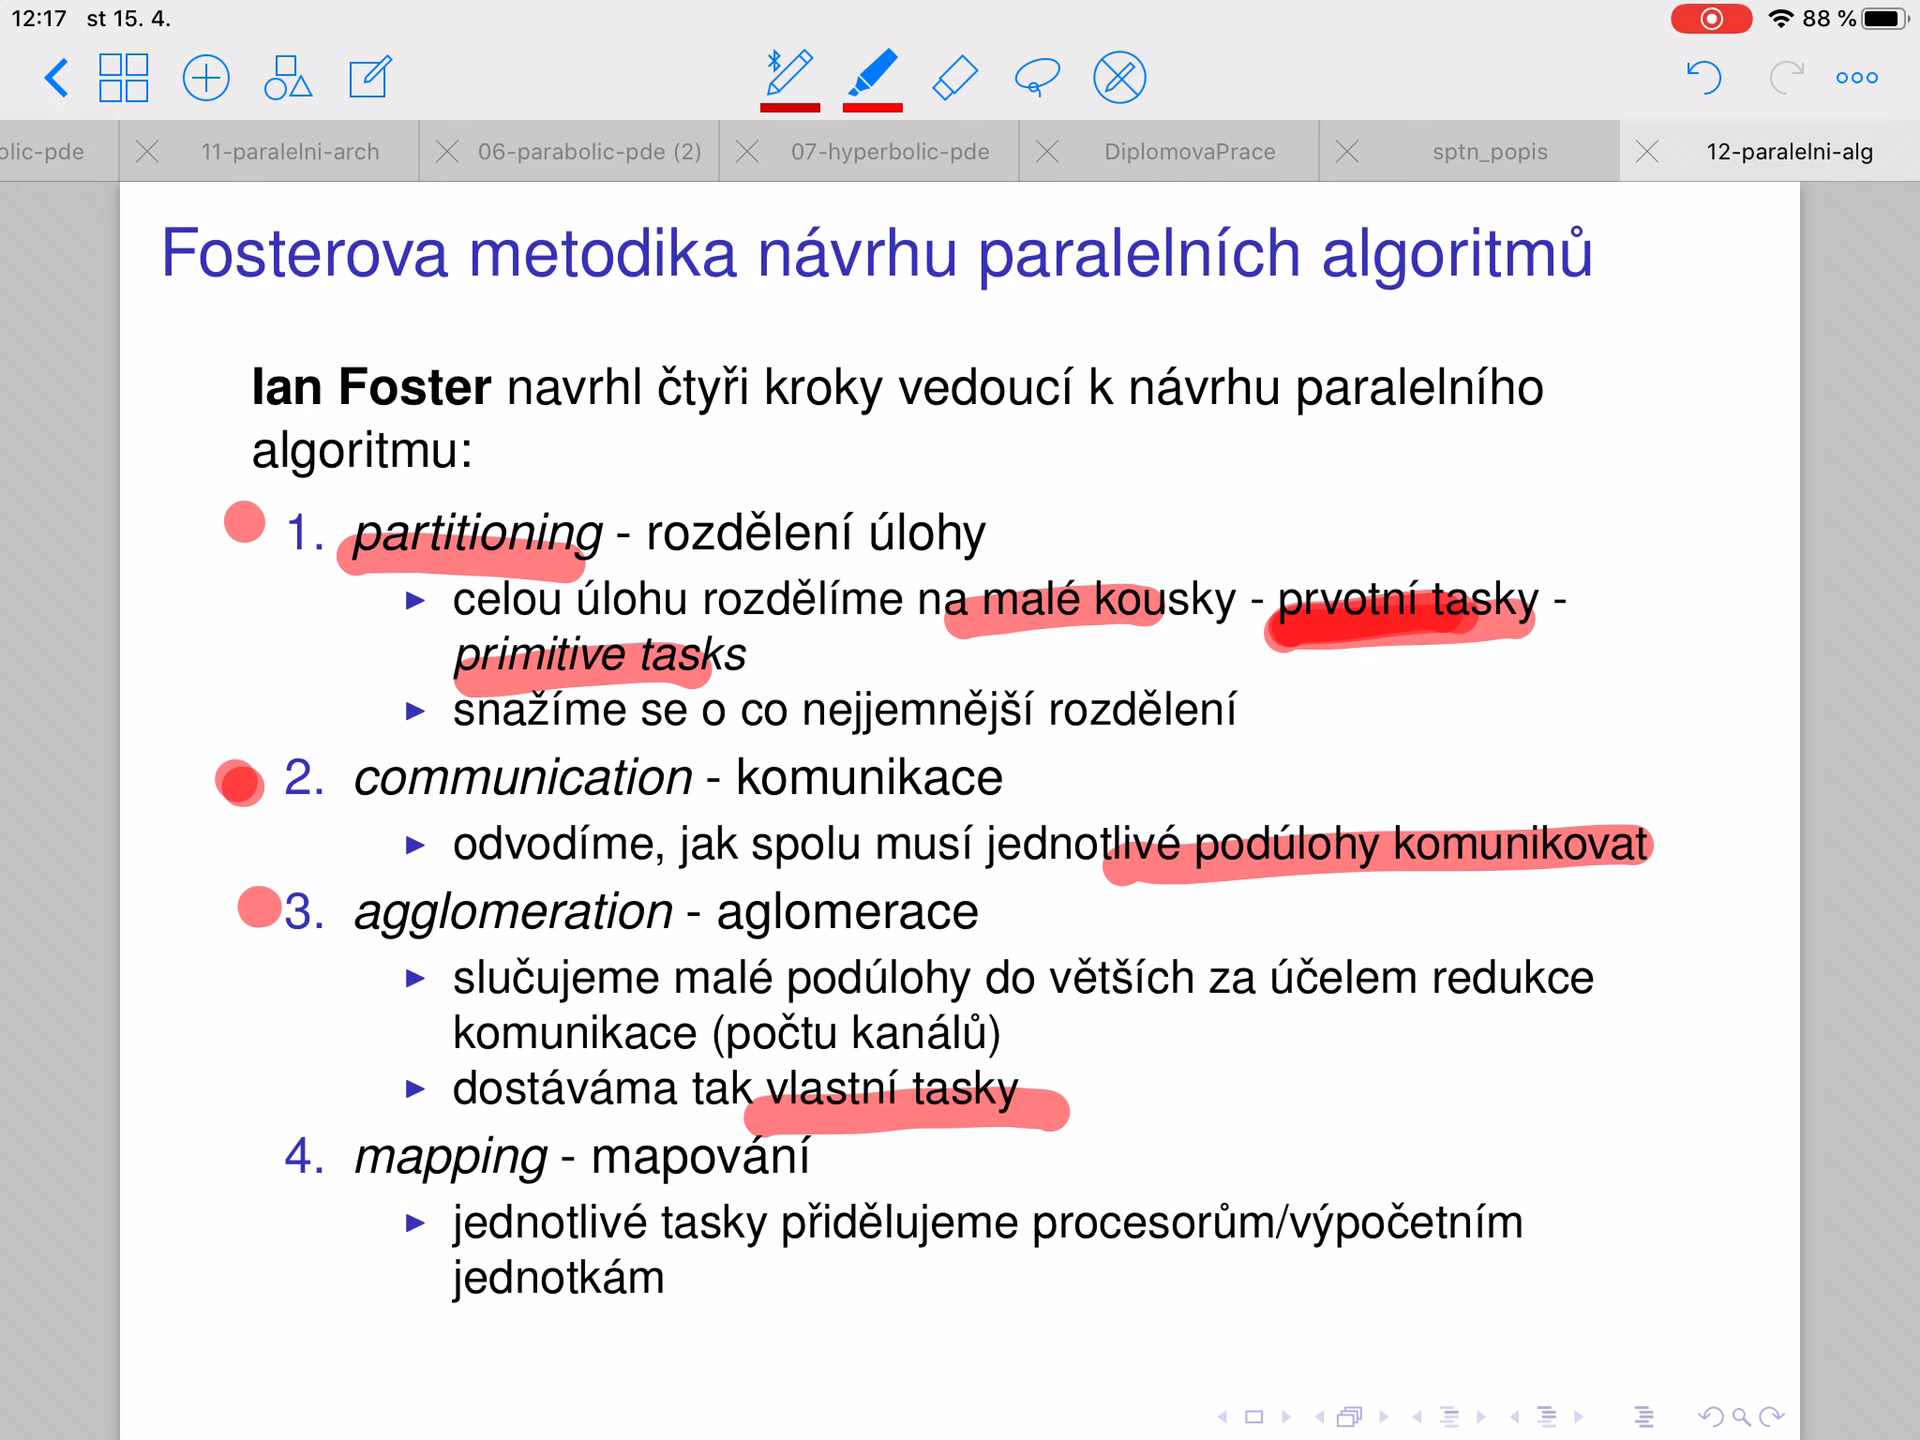 12:17 st 15. 4.
88 %
olic-pde
11-paralelni-arch
06-parabolic-pde (2)
07-hyperbolic-pde
DiplomovaPrace
sptn_popis
12-paralelni-alg
Fosterova metodika návrhu paralelních algoritmů
Ian Foster navrhl čtyři kroky vedoucí k návrhu paralelního
algoritmu:
1. partitioning - rozdělení úlohy
celou úlohu rozdělíme na malé kousky - prvotní tasky -
primitive tasks
snažíme se o co nejjemnější rozdělení
2. communication - komunikace
odvodíme, jak spolu musí jednotlivé podúlohy komunikovat
3. agglomeration - aglomerace
slučujeme malé podúlohy do větších za účelem redukce
komunikace (počtu kanálů)
dostáváma tak vlastní tasky
4. mapping - mapování
jednotlivé tasky přidělujeme procesorům/výpočetním
jednotkám